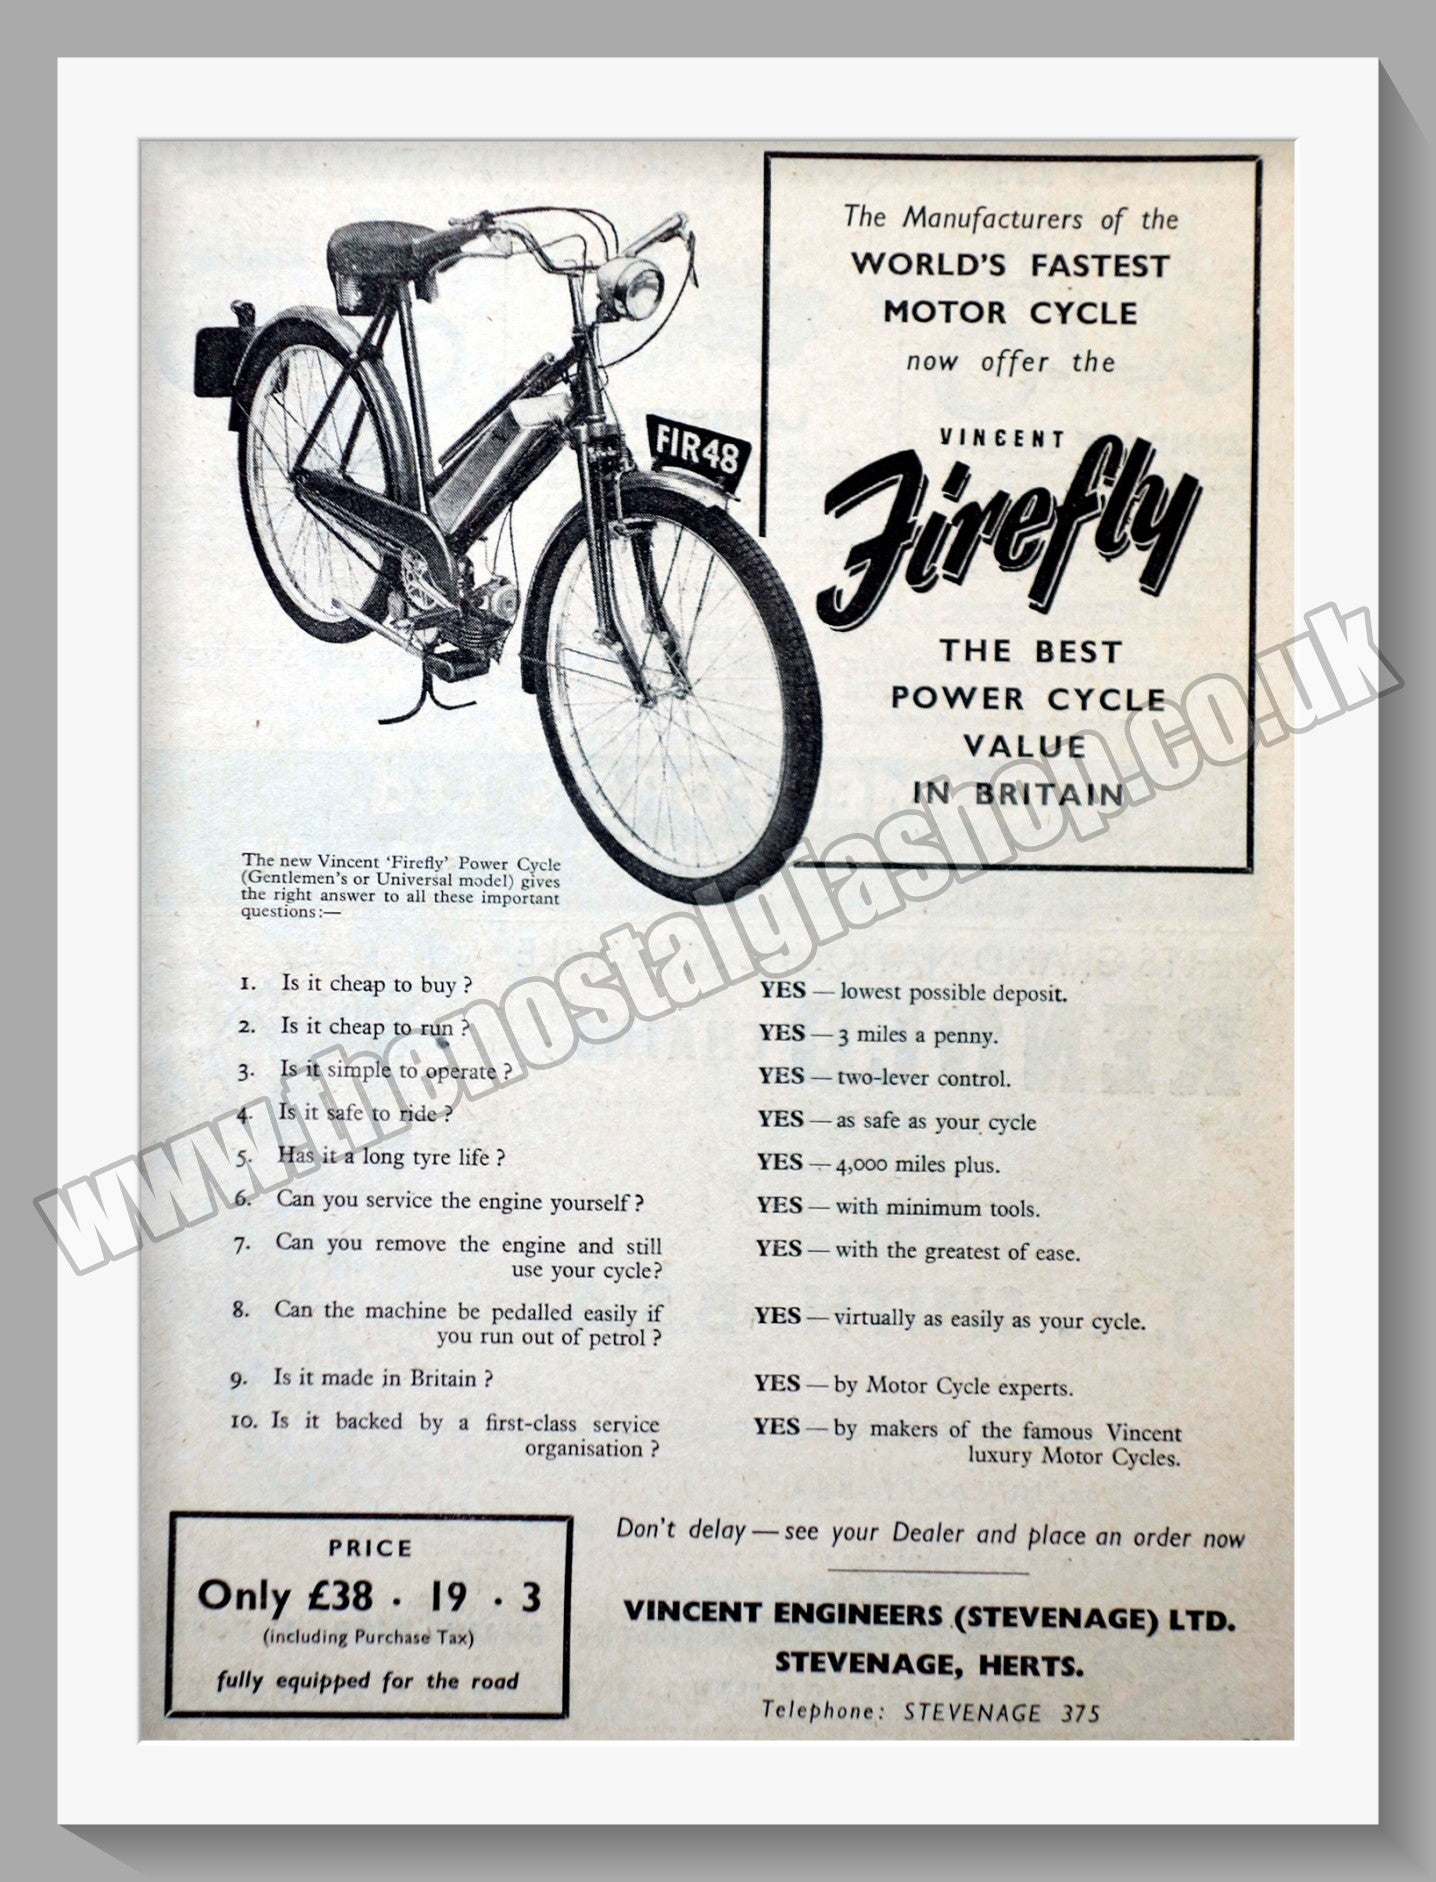 The Manufacturers of the
WORLD'S FASTEST
MOTOR CYCLE
now offer the
VINCENT
Firefly
THE BEST
POWER CYCLE
VALUE
IN BRITAIN
FIR48
The new Vincent 'Firefly' Power Cycle
(Gentlemen's or Universal model) gives
the right answer to all these important
questions:—
1. Is it cheap to buy? YES — lowest possible deposit.
2. Is it cheap to run? YES — 3 miles a penny.
3. Is it simple to operate? YES — two-lever control.
4. Is it safe to ride? YES — as safe as your cycle
5. Has it a long tyre life? YES — 4,000 miles plus.
6. Can you service the engine yourself? YES — with minimum tools.
7. Can you remove the engine and still YES — with the greatest of ease.
use your cycle?
8. Can the machine be pedalled easily if YES — virtually as easily as your cycle.
you run out of petrol?
9. Is it made in Britain? YES — by Motor Cycle experts.
10. Is it backed by a first-class service YES — by makers of the famous Vincent
organisation? luxury Motor Cycles.
PRICE
Only £38 . 19 . 3
(including Purchase Tax)
fully equipped for the road
Don't delay — see your Dealer and place an order now
VINCENT ENGINEERS (STEVENAGE) LTD.
STEVENAGE, HERTS.
Telephone: STEVENAGE 375
www.thenostalgiashop.co.uk